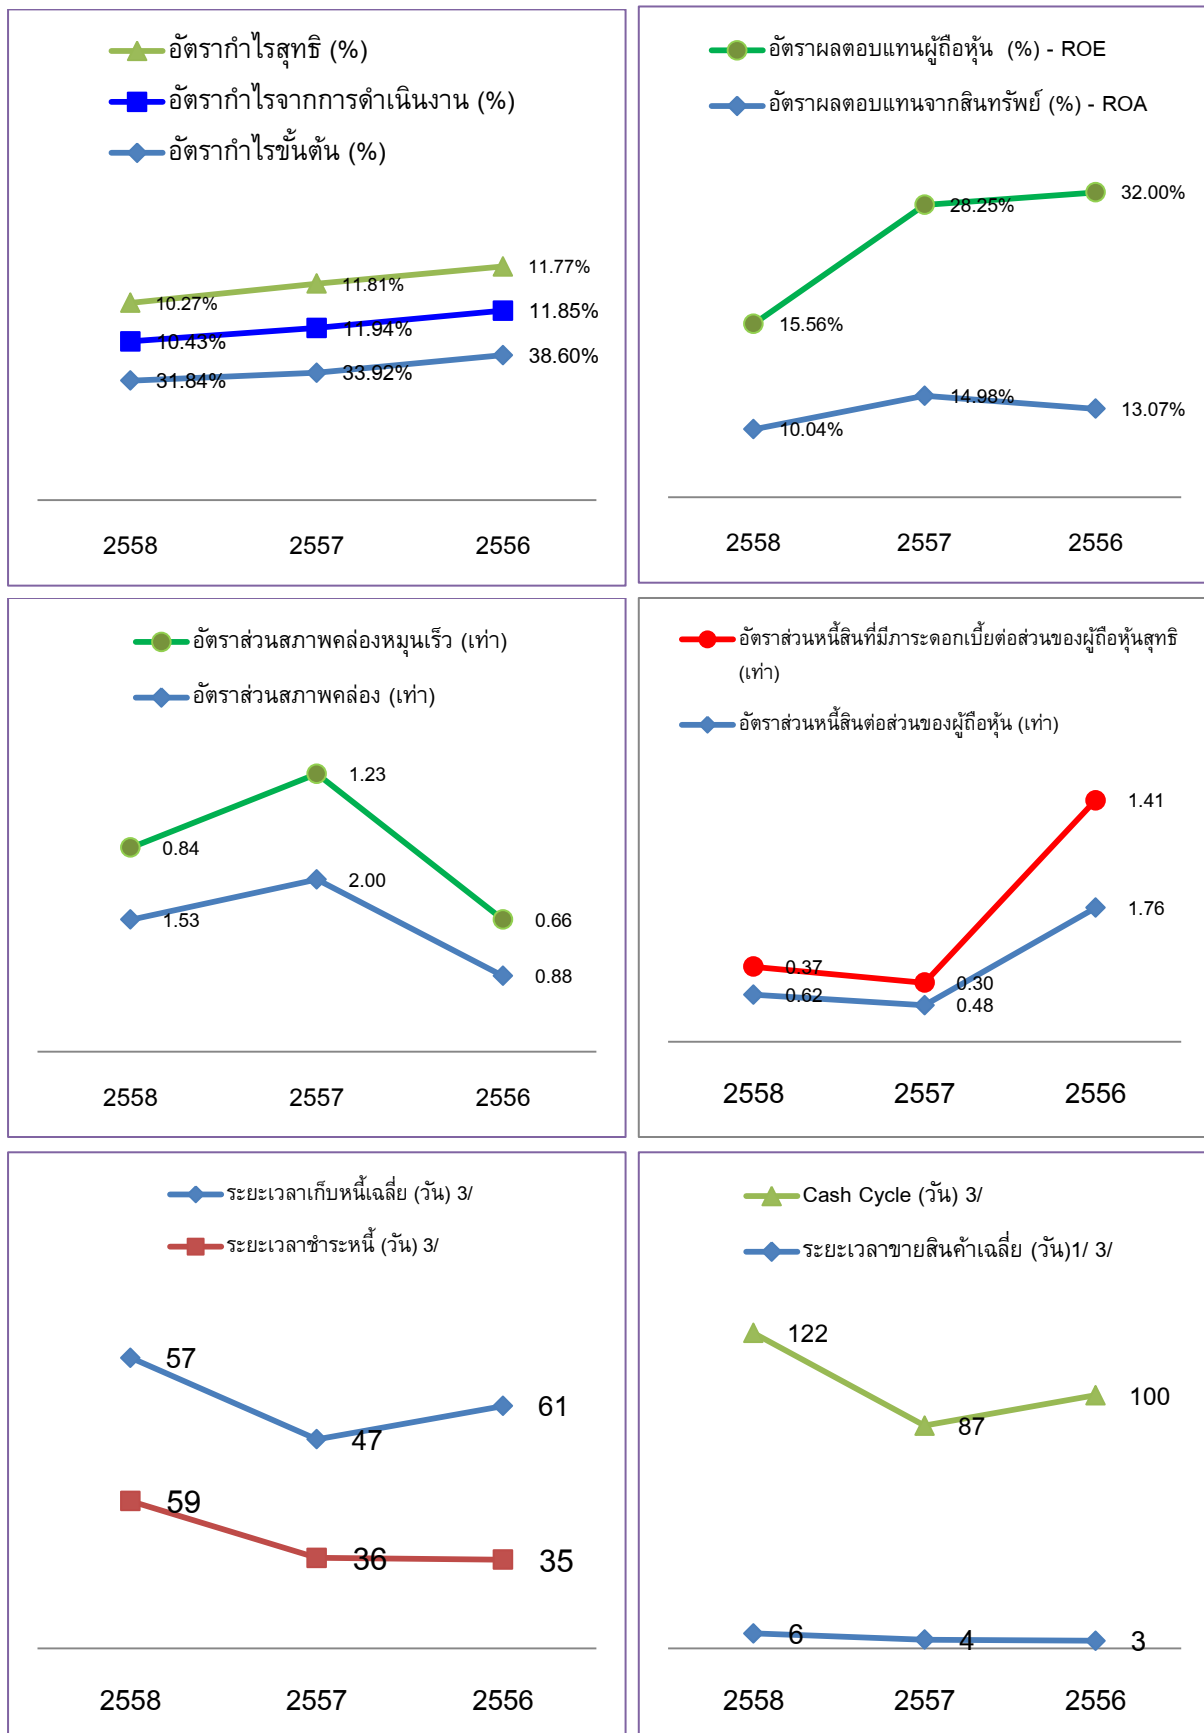 อัตรากำไรสุทธิ (%)
อัตรากำไรจากการดำเนินงาน (%)
อัตรากำไรขั้นต้น (%)
11.77%
11.81%
10.27%
11.85%
11.94%
10.43%
38.60%
33.92%
31.84%
2558 2557 2556
อัตราผลตอบแทนผู้ถือหุ้น (%) - ROE
อัตราผลตอบแทนจากสินทรัพย์ (%) - ROA
32.00%
28.25%
15.56%
14.98%
13.07%
10.04%
2558 2557 2556
อัตราส่วนสภาพคล่องหมุนเร็ว (เท่า)
อัตราส่วนสภาพคล่อง (เท่า)
1.23
0.84
2.00
1.53
0.66
0.88
2558 2557 2556
อัตราส่วนหนี้สินที่มีภาระดอกเบี้ยต่อส่วนของผู้ถือหุ้นสุทธิ
(เท่า)
อัตราส่วนหนี้สินต่อส่วนของผู้ถือหุ้น (เท่า)
1.41
1.76
0.37
0.30
0.62
0.48
2558 2557 2556
ระยะเวลาเก็บหนี้เฉลี่ย (วัน) 3/
ระยะเวลาชำระหนี้ (วัน) 3/
57
61
47
59
36
35
2558 2557 2556
Cash Cycle (วัน) 3/
ระยะเวลาขายสินค้าเฉลี่ย (วัน)1/ 3/
122
100
87
6
4
3
2558 2557 2556